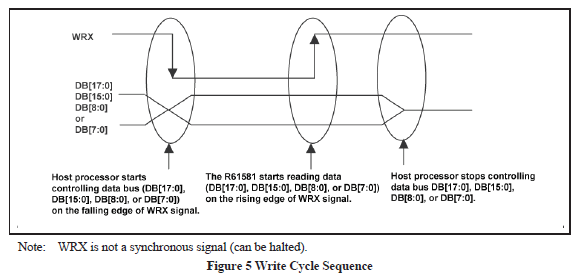 WRX
DB[17:0]
DB[15:0]
DB[8:0]
or
DB[7:0]
Host processor starts
controlling data bus (DB[17:0],
DB[15:0], DB[8:0], or DB[7:0])
on the falling edge of WRX signal.
The R61581 starts reading data
(DB[17:0], DB[15:0], DB[8:0], or DB[7:0])
on the rising edge of WRX signal.
Host processor stops controlling
data bus DB[17:0], DB[15:0],
DB[8:0], or DB[7:0].
Note: WRX is not a synchronous signal (can be halted).
Figure 5 Write Cycle Sequence